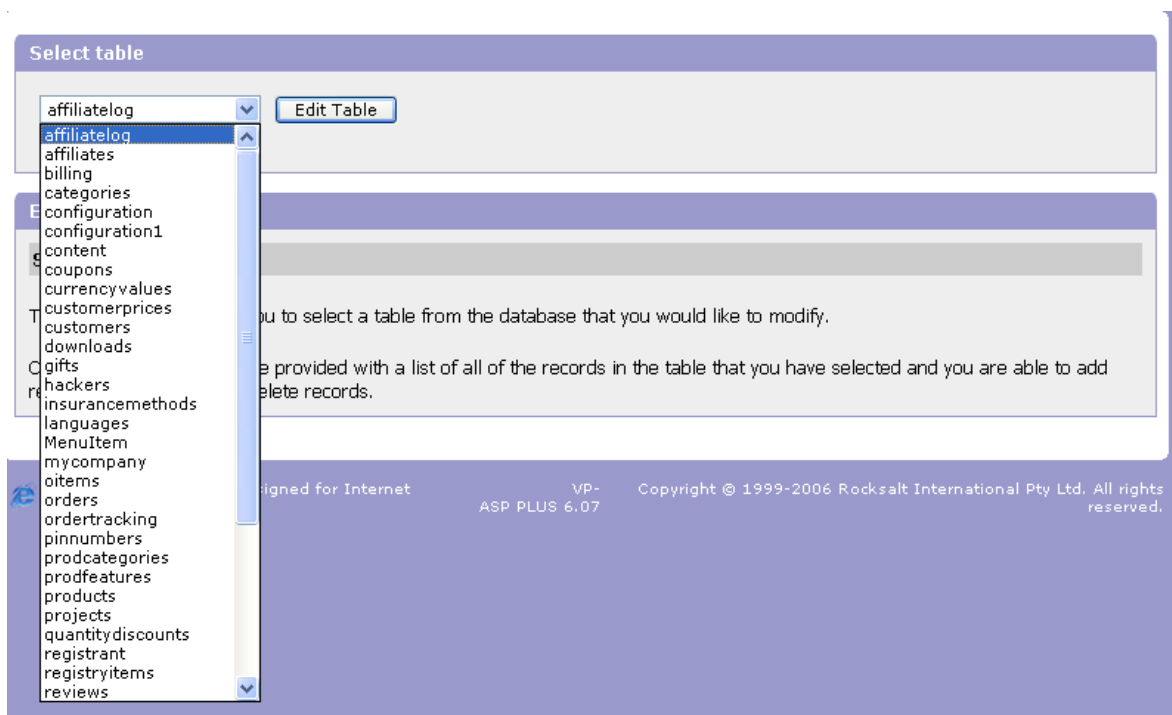 Select table
affiliatelog
Edit Table
affiliatelog
affiliates
billing
categories
configuration
configuration1
content
coupons
currencyvalues
customerprices
customers
downloads
gifts
hackers
insurancemethods
languages
MenuItem
mycompany
oitems
orders
ordertracking
pinnumbers
prodcategories
prodfeatures
products
projects
quantitydiscounts
registrant
registryitems
reviews
to select a table from the database that you would like to modify.
provided with a list of all of the records in the table that you have selected and you are able to add
records.
for Internet
VP-
ASP PLUS 6.07
Copyright © 1999-2006 Rocksalt International Pty Ltd. All rights
reserved.